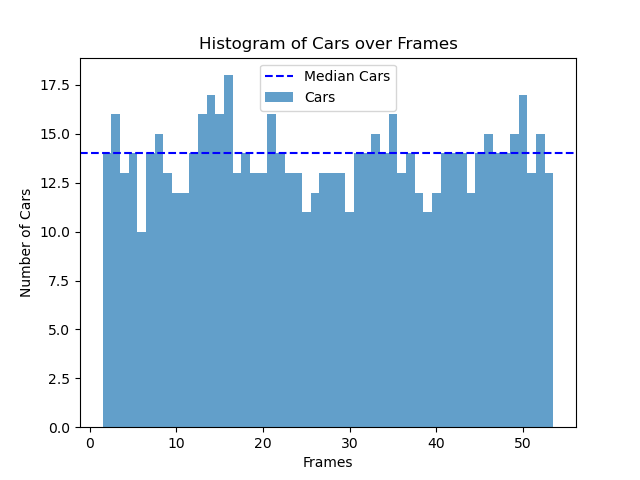 Histogram of Cars over Frames
Median Cars
Cars
Number of Cars
17.5
15.0
12.5
10.0
7.5
5.0
2.5
0.0
0 10 20 30 40 50
Frames